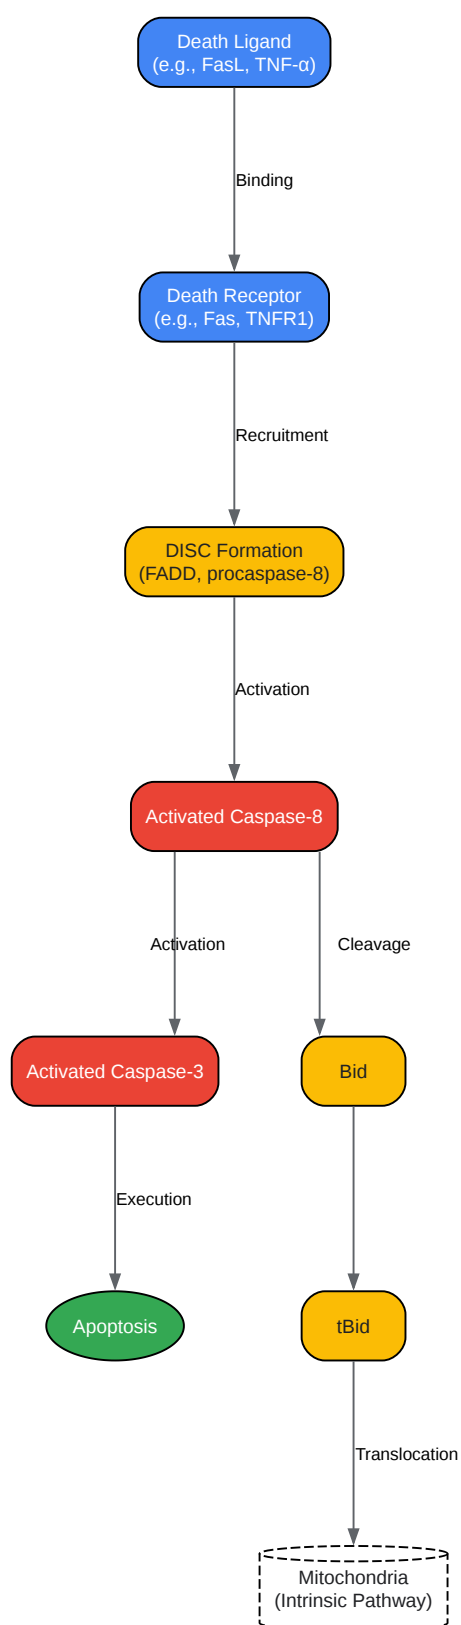 Death Ligand
(e.g., FasL, TNF-α)
Binding
Death Receptor
(e.g., Fas, TNFR1)
Recruitment
DISC Formation
(FADD, procaspase-8)
Activation
Activated Caspase-8
Activation
Cleavage
Activated Caspase-3
Bid
Execution
Apoptosis
tBid
Translocation
Mitochondria
(Intrinsic Pathway)